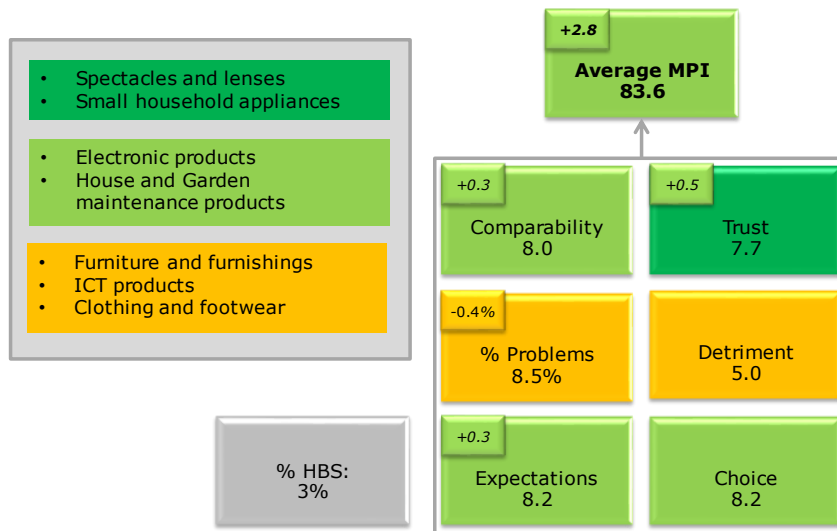 +2.8
Average MPI
83.6
• Spectacles and lenses
• Small household appliances
• Electronic products
• House and Garden
maintenance products
• Furniture and furnishings
• ICT products
• Clothing and footwear
+0.3
Comparability
8.0
+0.5
Trust
7.7
-0.4%
% Problems
8.5%
Detriment
5.0
% HBS:
3%
+0.3
Expectations
8.2
Choice
8.2